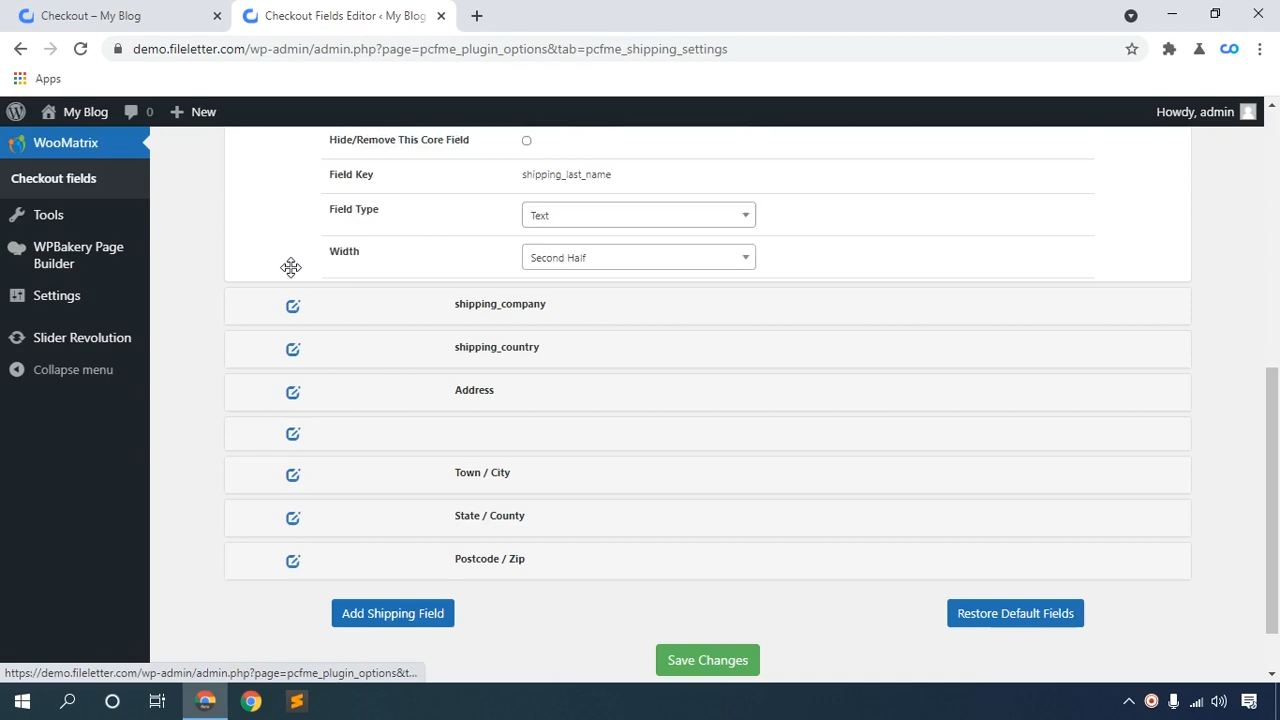 Checkout – My Blog
Checkout Fields Editor ‹ My Blog
demo.fileletter.com/wp-admin/admin.php?page=pcfme_plugin_options&tab=pcfme_shipping_settings
Apps
My Blog
0
New
Howdy, admin
WooMatrix
Checkout fields
Tools
WPBakery Page
Builder
Settings
Slider Revolution
Collapse menu
Hide/Remove This Core Field
Field Key
shipping_last_name
Field Type
Text
Width
Second Half
shipping_company
shipping_country
Address
Town / City
State / County
Postcode / Zip
Add Shipping Field
Restore Default Fields
Save Changes
https://demo.fileletter.com/wp-admin/admin.php?page=pcfme_plugin_options&t...